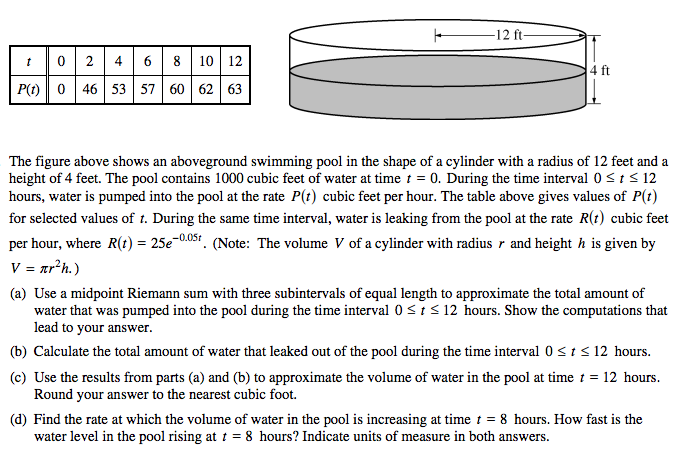 12 ft
t 0 2 4 6 8 10 12
4 ft
P(t) 0 46 53 57 60 62 63
The figure above shows an aboveground swimming pool in the shape of a cylinder with a radius of 12 feet and a
height of 4 feet. The pool contains 1000 cubic feet of water at time t = 0. During the time interval 0 ≤ t ≤ 12
hours, water is pumped into the pool at the rate P(t) cubic feet per hour. The table above gives values of P(t)
for selected values of t. During the same time interval, water is leaking from the pool at the rate R(t) cubic feet
per hour, where R(t) = 25e^{-0.05t}. (Note: The volume V of a cylinder with radius r and height h is given by
V = πr²h.)
(a) Use a midpoint Riemann sum with three subintervals of equal length to approximate the total amount of
water that was pumped into the pool during the time interval 0 ≤ t ≤ 12 hours. Show the computations that
lead to your answer.
(b) Calculate the total amount of water that leaked out of the pool during the time interval 0 ≤ t ≤ 12 hours.
(c) Use the results from parts (a) and (b) to approximate the volume of water in the pool at time t = 12 hours.
Round your answer to the nearest cubic foot.
(d) Find the rate at which the volume of water in the pool is increasing at time t = 8 hours. How fast is the
water level in the pool rising at t = 8 hours? Indicate units of measure in both answers.